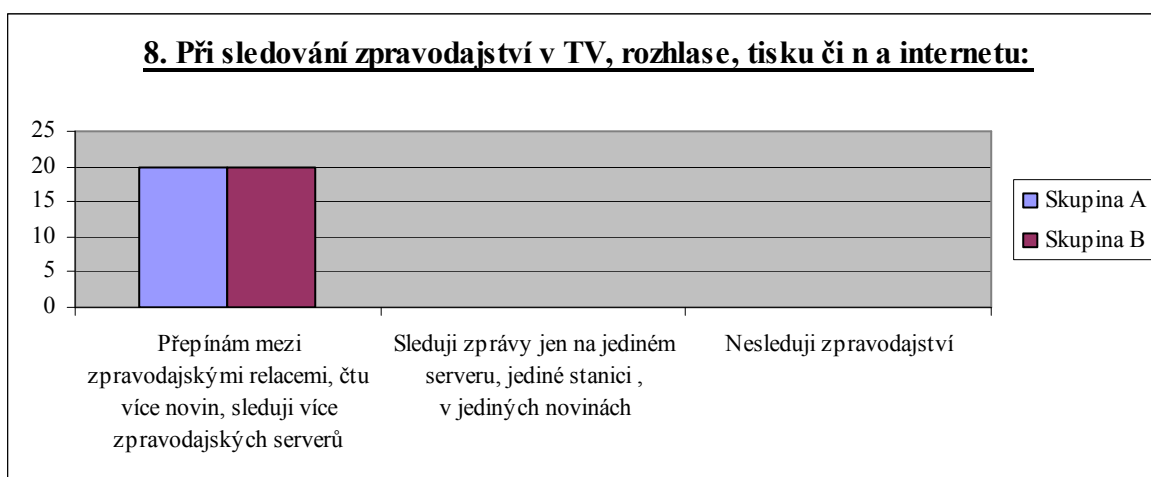 8. Při sledování zpravodajství v TV, rozhlase, tisku či n a internetu:
25
20
15
10
5
0
Přepínám mezi
zpravodajskými relacemi, čtu
více novin, sleduji více
zpravodajských serverů
Sleduji zprávy jen na jediném
serveru, jediné stanici ,
v jediných novinách
Nesleduji zpravodajství
Skupina A
Skupina B